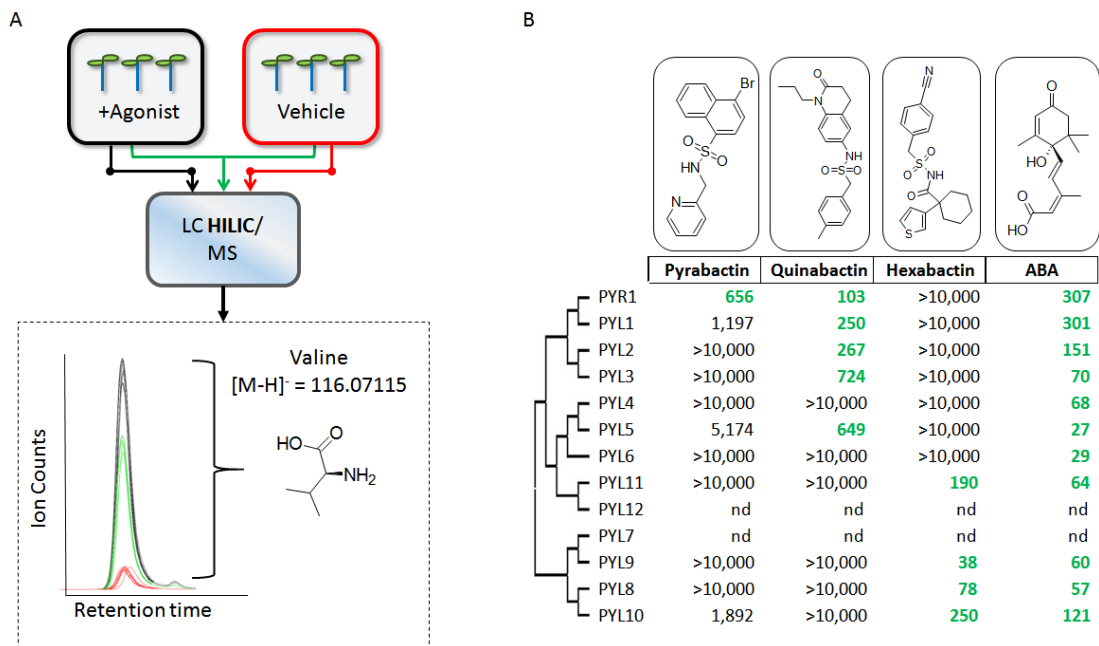 A
+Agonist
Vehicle
LC HILIC/
MS
Valine
[M-H]- = 116.07115
HO
O
NH2
Ion Counts
Retention time
B
Br
S
O
O
HN
N
O
N
NH
O
S
O
N
O
S
O
NH
O
S
O
HO
O
HO
Pyrabactin Quinabactin Hexabactin ABA
PYR1 656 103 >10,000 307
PYL1 1,197 250 >10,000 301
PYL2 >10,000 267 >10,000 151
PYL3 >10,000 724 >10,000 70
PYL4 >10,000 >10,000 >10,000 68
PYL5 5,174 649 >10,000 27
PYL6 >10,000 >10,000 >10,000 29
PYL11 >10,000 >10,000 190 64
PYL12 nd nd nd nd
PYL7 nd nd nd nd
PYL9 >10,000 >10,000 38 60
PYL8 >10,000 >10,000 78 57
PYL10 1,892 >10,000 250 121